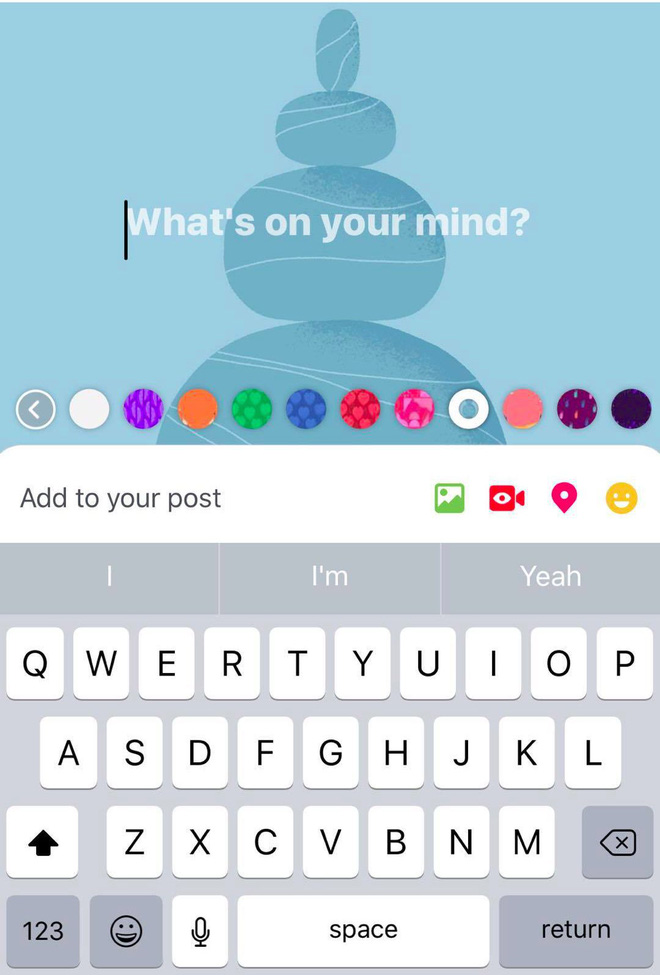 What's on your mind?
Add to your post
I I'm Yeah
Q W E R T Y U I O P
A S D F G H J K L
Z X C V B N M
123 space return